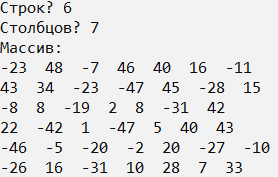 Строк? 6
Столбцов? 7
Массив:
-23 48 -7 46 40 16 -11
43 34 -23 -47 45 -28 15
-8 8 -19 2 8 -31 42
22 -42 1 -47 5 40 43
-46 -5 -20 -2 20 -27 -10
-26 16 -31 10 28 7 33